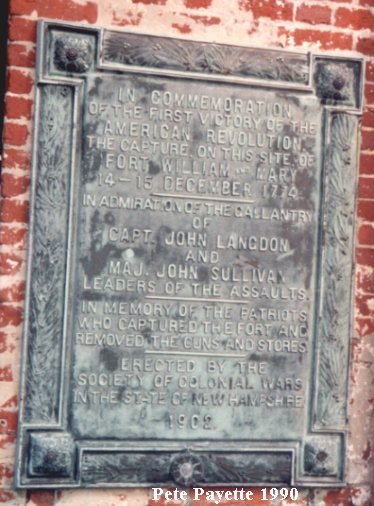 IN COMMEMORATION
OF THE FIRST VICTORY OF THE
AMERICAN REVOLUTION
THE CAPTURE, ON THIS SITE, OF
FORT WILLIAM AND MARY
14–15 DECEMBER, 1774
IN ADMIRATION OF THE GALLANTRY
OF
CAPT. JOHN LANGDON
AND
MAJ. JOHN SULLIVAN
LEADERS OF THE ASSAULTS.
IN MEMORY OF THE PATRIOTS
WHO CAPTURED THE FORT AND
REMOVED THE GUNS AND STORES
ERECTED BY THE
SOCIETY OF COLONIAL WARS
IN THE STATE OF NEW HAMPSHIRE
1902.
Pete Payette 1990